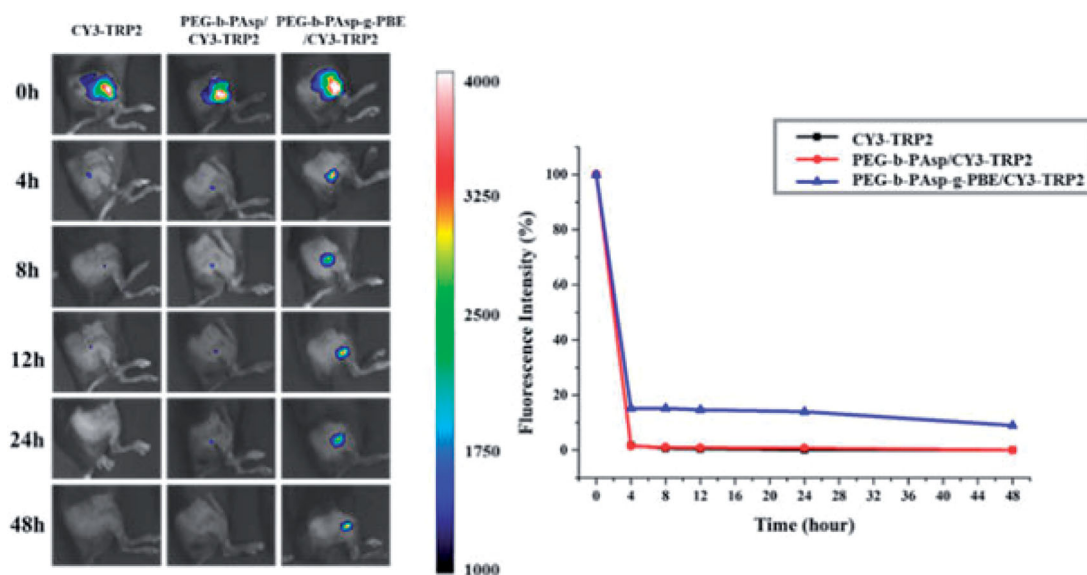 CY3-TRP2
PEG-b-PAsp/
CY3-TRP2
PEG-b-PAsp-g-PBE
/CY3-TRP2
0h
4h
8h
12h
24h
48h
4000
3250
2500
1750
1000
CY3-TRP2
PEG-b-PAsp/CY3-TRP2
PEG-b-PAsp-g-PBE/CY3-TRP2
Fluorescence Intensity (%)
100
80
60
40
20
0
0 4 8 12 16 20 24 28 32 36 40 44 48
Time (hour)